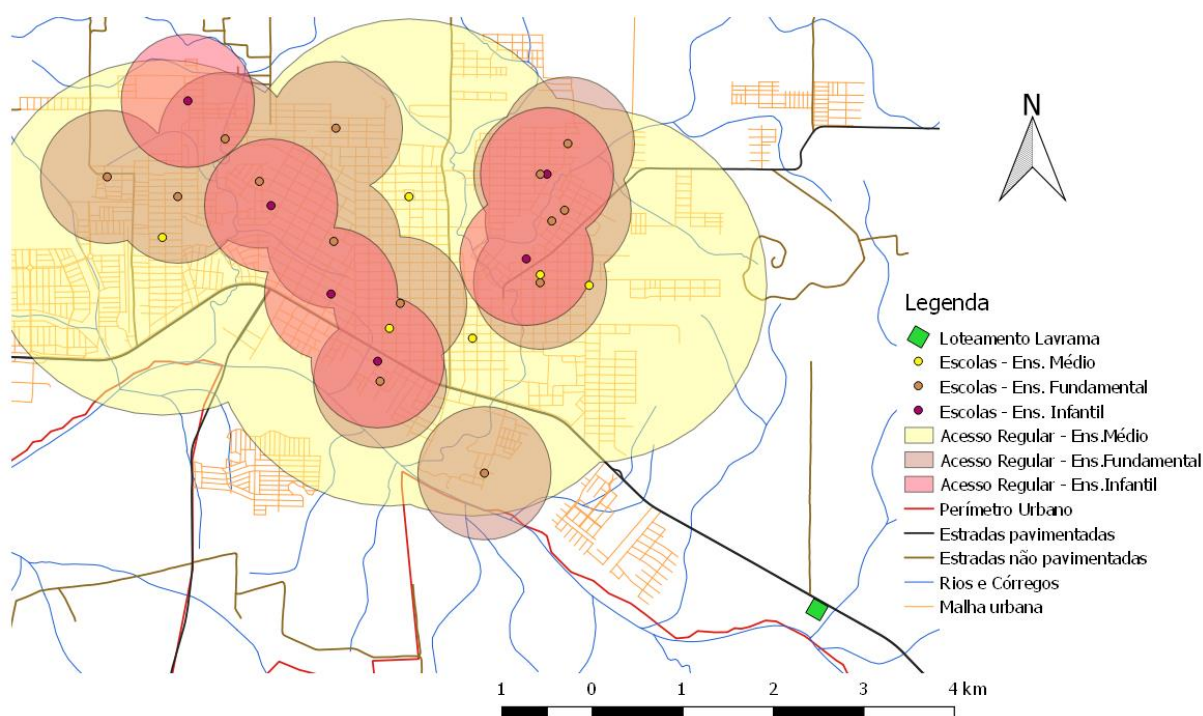 N
Legenda
Loteamento Lavrama
Escolas - Ens. Médio
Escolas - Ens. Fundamental
Escolas - Ens. Infantil
Acesso Regular - Ens.Médio
Acesso Regular - Ens.Fundamental
Acesso Regular - Ens.Infantil
Perímetro Urbano
Estradas pavimentadas
Estradas não pavimentadas
Rios e Córregos
Malha urbana
1 0 1 2 3 4 km